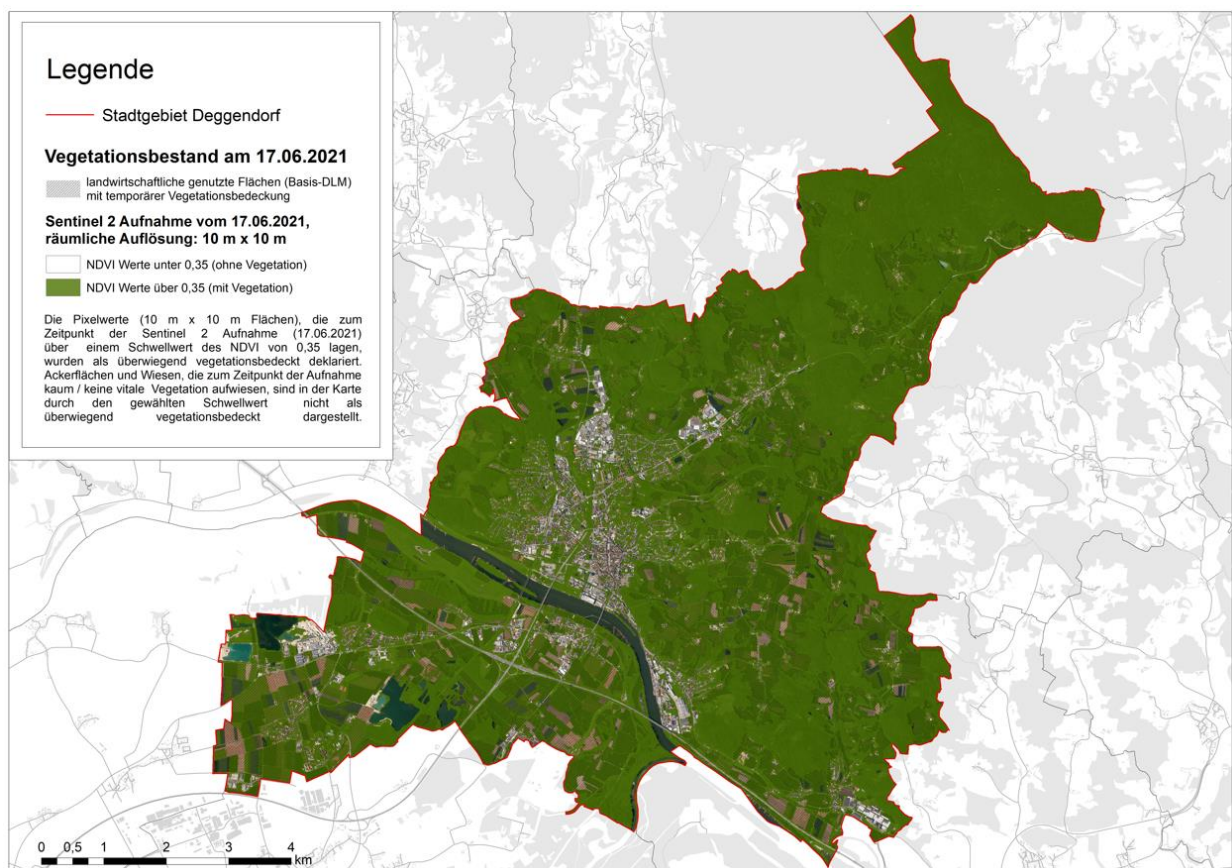 Legende
Stadtgebiet Deggendorf
Vegetationsbestand am 17.06.2021
landwirtschaftliche genutzte Flächen (Basis-DLM)
mit temporärer Vegetationsbedeckung
Sentinel 2 Aufnahme vom 17.06.2021,
räumliche Auflösung: 10 m x 10 m
NDVI Werte unter 0,35 (ohne Vegetation)
NDVI Werte über 0,35 (mit Vegetation)
Die Pixelwerte (10 m x 10 m Flächen), die zum
Zeitpunkt der Sentinel 2 Aufnahme (17.06.2021)
über einem Schwellwert des NDVI von 0,35 lagen,
wurden als überwiegend vegetationsbedeckt deklariert.
Ackerflächen und Wiesen, die zum Zeitpunkt der Aufnahme
kaum / keine vitale Vegetation aufwiesen, sind in der Karte
durch den gewählten Schwellwert nicht als
überwiegend vegetationsbedeckt dargestellt.
0 0,5 1 2 3 4
km